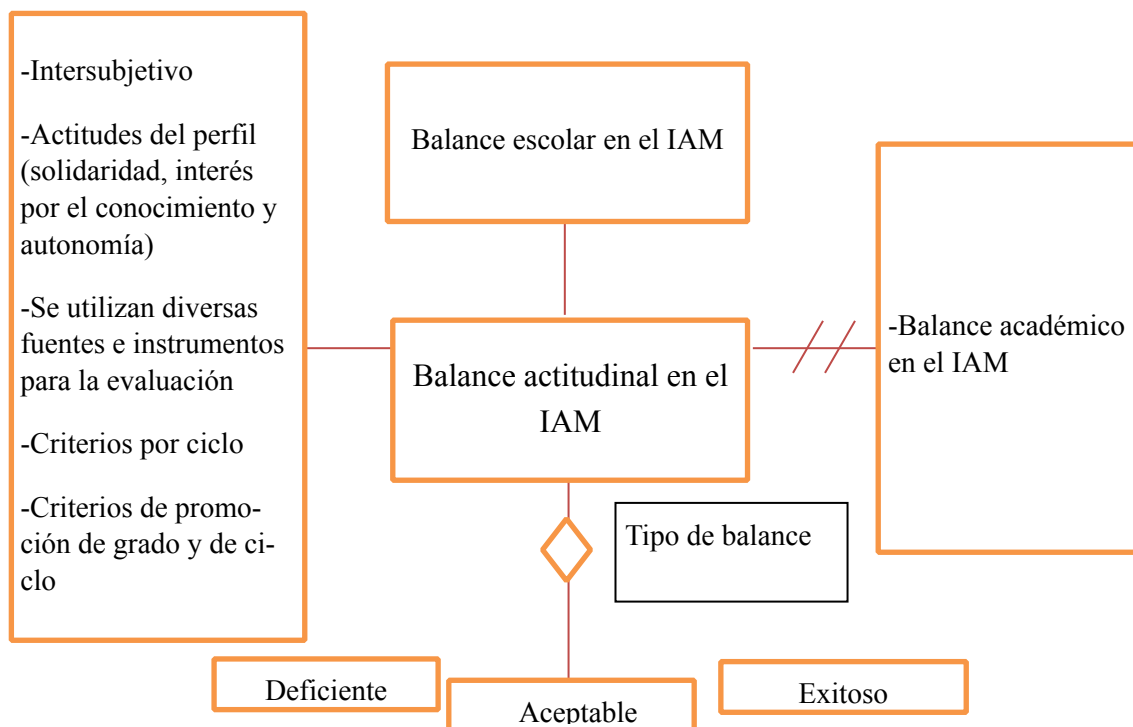 -Intersubjetivo
-Actitudes del perfil
(solidaridad, interés
por el conocimiento y
autonomía)
-Se utilizan diversas
fuentes e instrumentos
para la evaluación
-Criterios por ciclo
-Criterios de promo-
ción de grado y de ci-
clo
Balance escolar en el IAM
Balance actitudinal en el
IAM
-Balance académico
en el IAM
Tipo de balance
Deficiente
Aceptable
Exitoso